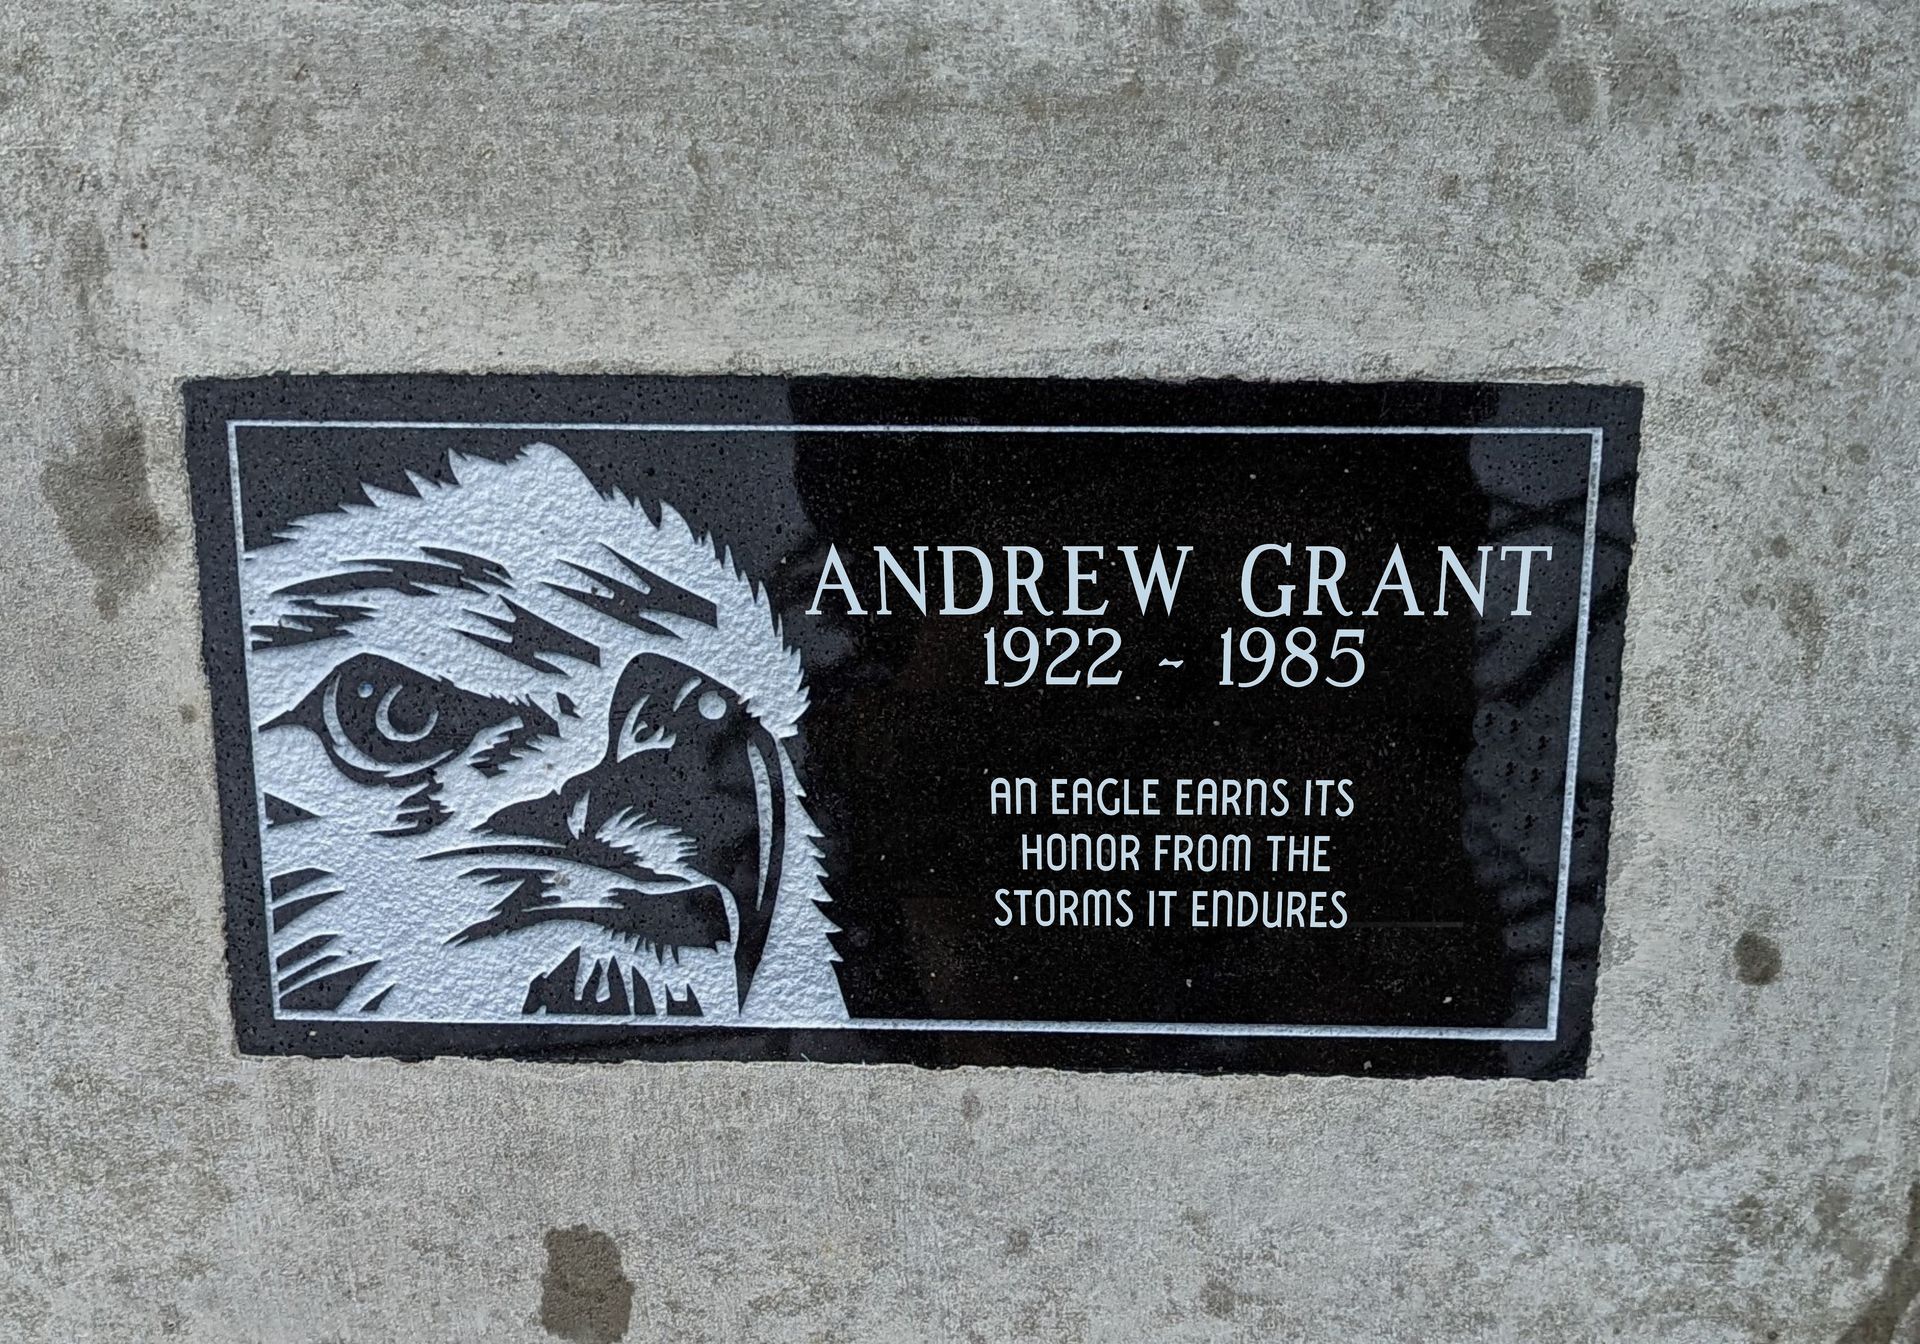 ANDREW GRANT
1922 - 1985
AN EAGLE EARNS ITS
HONOR FROM THE
STORMS IT ENDURES